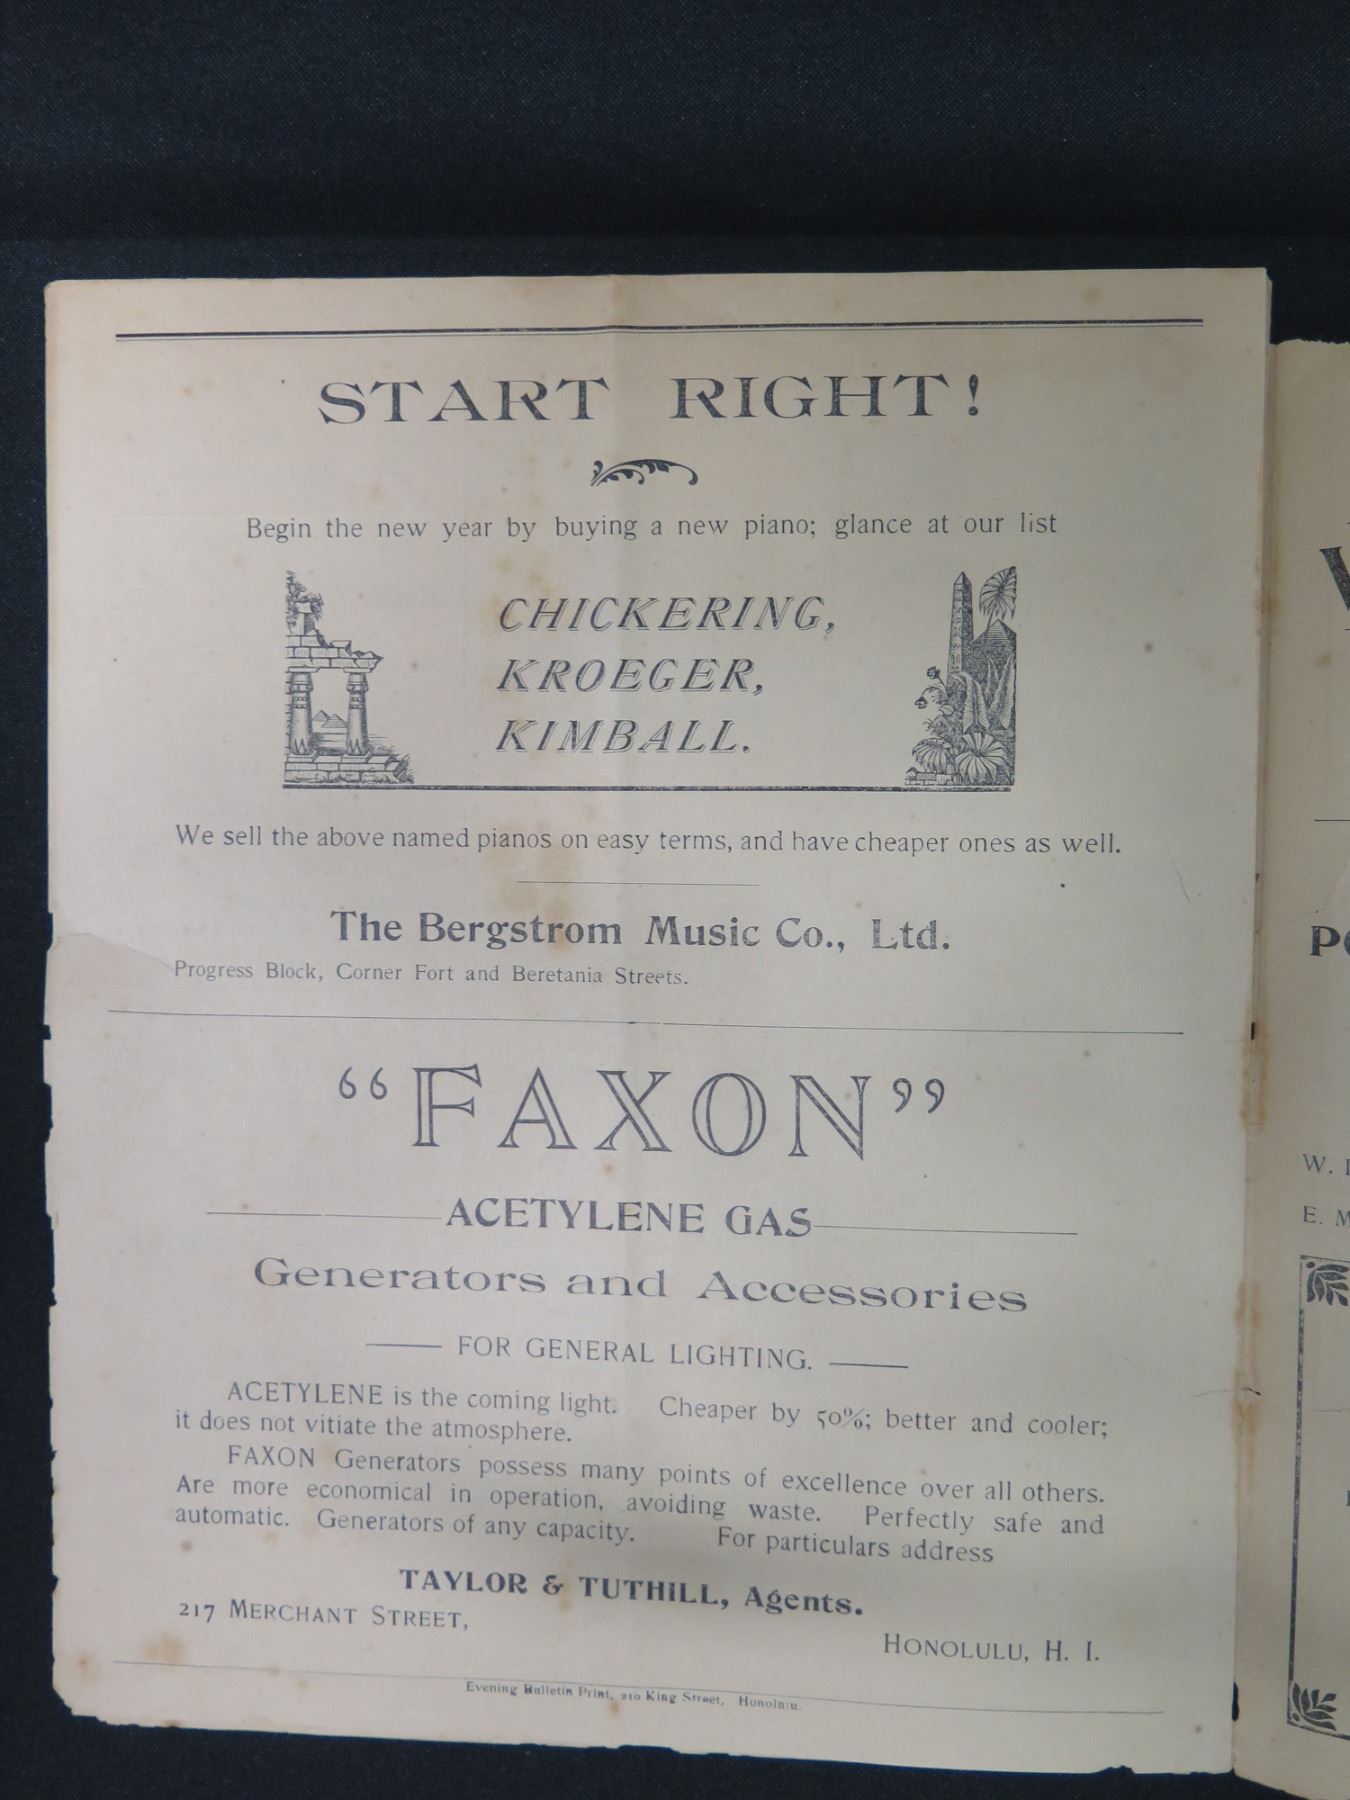 START RIGHT!
Begin the new year by buying a new piano; glance at our list
CHICKERING,
KROEGER,
KIMBALL.
We sell the above named pianos on easy terms, and have cheaper ones as well.
The Bergstrom Music Co., Ltd.
Progress Block, Corner Fort and Beretania Streets.
“FAXON”
ACETYLENE GAS
Generators and Accessories
FOR GENERAL LIGHTING.
ACETYLENE is the coming light. Cheaper by 50%; better and cooler;
it does not vitiate the atmosphere.
FAXON Generators possess many points of excellence over all others.
Are more economical in operation, avoiding waste. Perfectly safe and
automatic. Generators of any capacity. For particulars address
TAYLOR & TUTHILL, Agents.
217 MERCHANT STREET,
HONOLULU, H. I.
Evening Bulletin Print, 210 King Street, Honolulu.
W.
E.